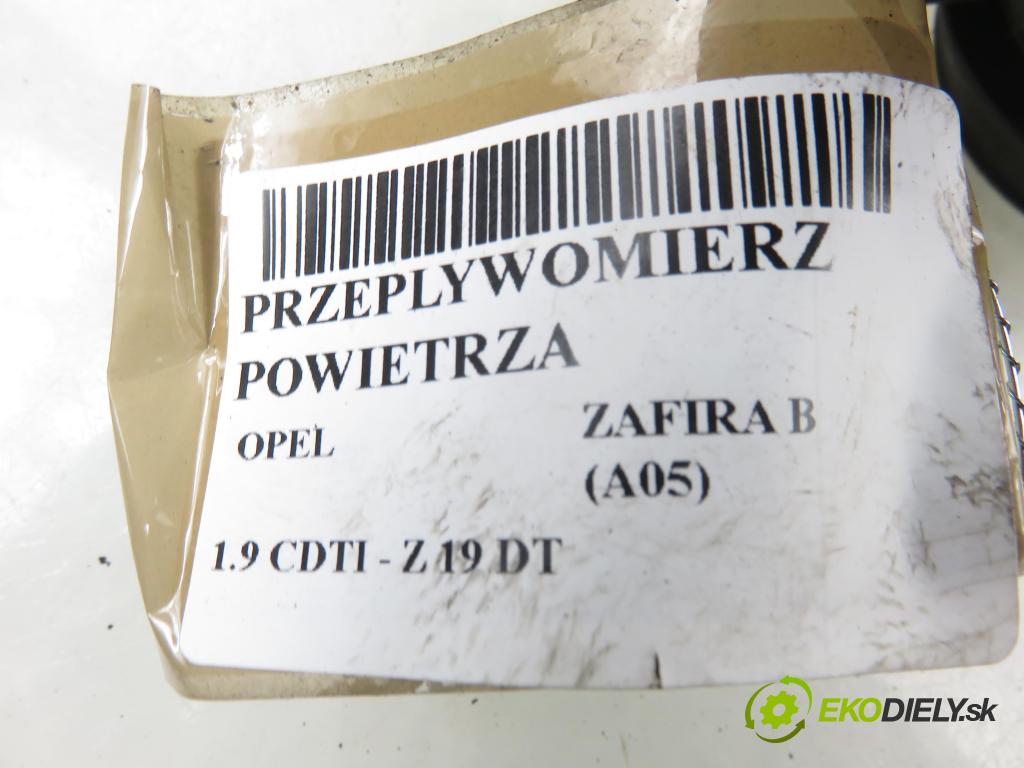 PRZEPLYWOMIERZ
POWIETRZA
OPEL
ZAFIRA B
(A05)
1.9 CDTI - Z 19 DT
EKODIELY.sk